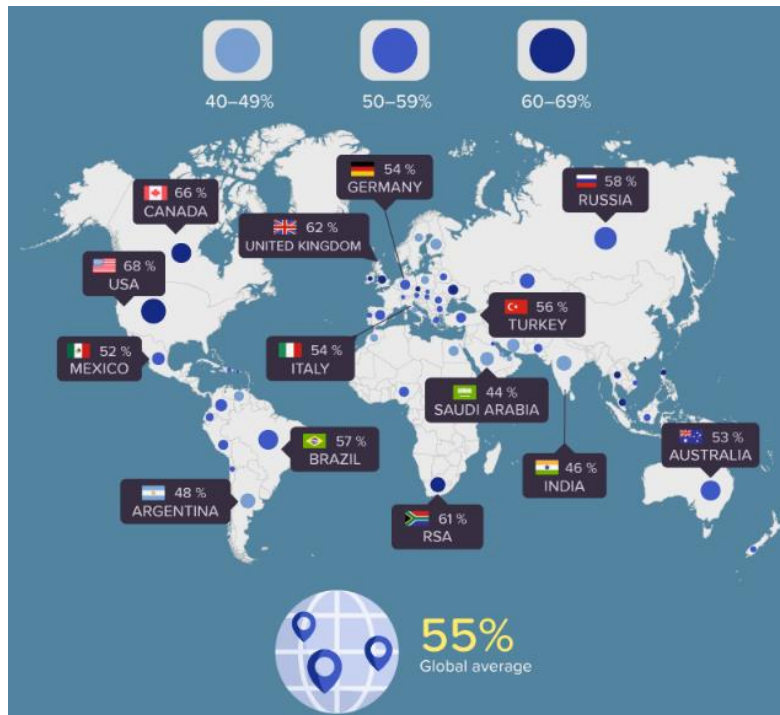 40–49%
50–59%
60–69%
54 %
GERMANY
66 %
CANADA
58 %
RUSSIA
62 %
UNITED KINGDOM
68 %
USA
56 %
TURKEY
52 %
MEXICO
54 %
ITALY
44 %
SAUDI ARABIA
57 %
BRAZIL
46 %
INDIA
53 %
AUSTRALIA
48 %
ARGENTINA
61 %
RSA
55%
Global average